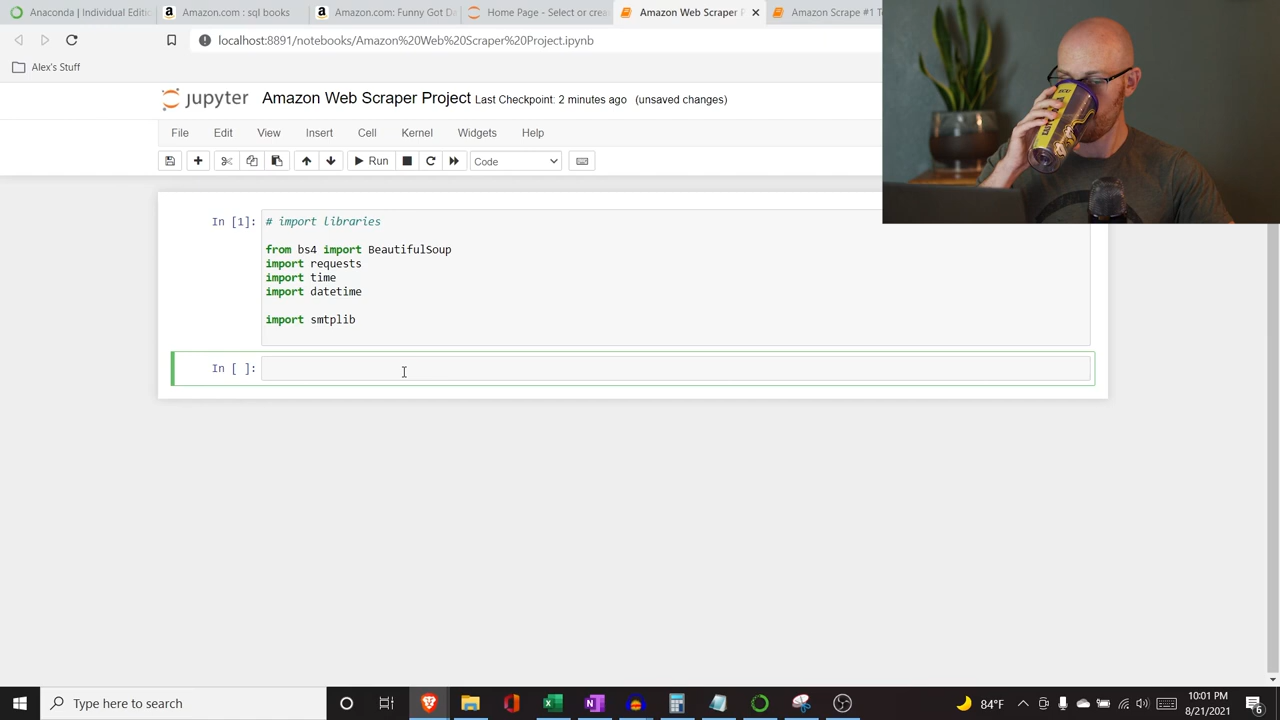 Anaconda | Individual Editi
Amazon.com : sql books
Amazon.com: Funny Got Da
Home Page - Select or crea
Amazon Web Scraper P
Amazon Scrape #1 T
localhost:8891/notebooks/Amazon%20Web%20Scraper%20Project.ipynb
Alex's Stuff
jupyter Amazon Web Scraper Project Last Checkpoint: 2 minutes ago (unsaved changes)
File Edit View Insert Cell Kernel Widgets Help
Run Code
In [1]: # import libraries
from bs4 import BeautifulSoup
import requests
import time
import datetime
import smtplib
In [ ]:
Type here to search
84°F
10:01 PM
8/21/2021
6